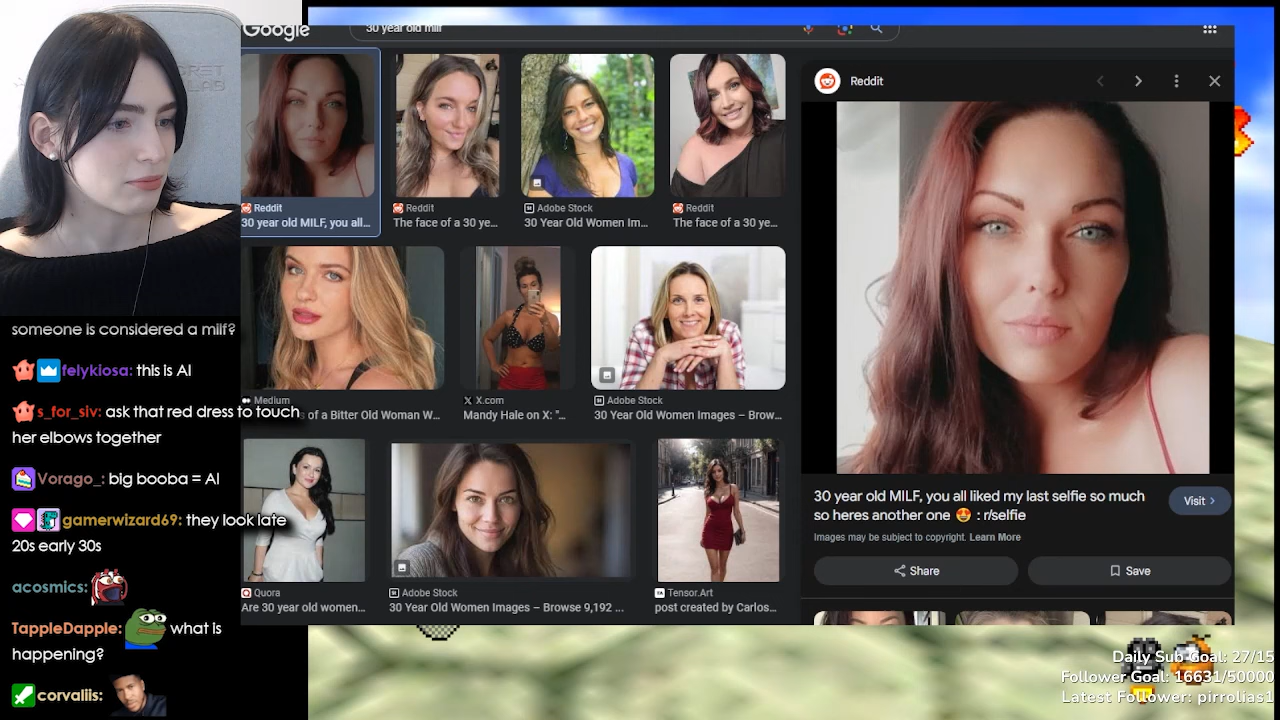 Google
30 year old milf
Reddit
Reddit
30 year old MILF, you all...
Reddit
The face of a 30 ye...
Adobe Stock
30 Year Old Women Im...
Reddit
The face of a 30 ye...
Medium
s of a Bitter Old Woman W...
X.com
Mandy Hale on X: "...
Adobe Stock
30 Year Old Women Images – Brow...
Quora
Are 30 year old women...
Adobe Stock
30 Year Old Women Images – Browse 9,192 ...
Tensor.Art
post created by Carlos...
30 year old MILF, you all liked my last selfie so much
so heres another one 😍 : r/selfie
Visit
Images may be subject to copyright. Learn More
Share
Save
someone is considered a milf?
felykiosa: this is AI
s_for_siv: ask that red dress to touch
her elbows together
Vorago_: big booba = AI
gamerwizard69: they look late
20s early 30s
acosmics:
TappleDapple: what is
happening?
corvaliis:
Daily Sub Goal: 27/15
Follower Goal: 16631/50000
Latest Follower: pirrolias1